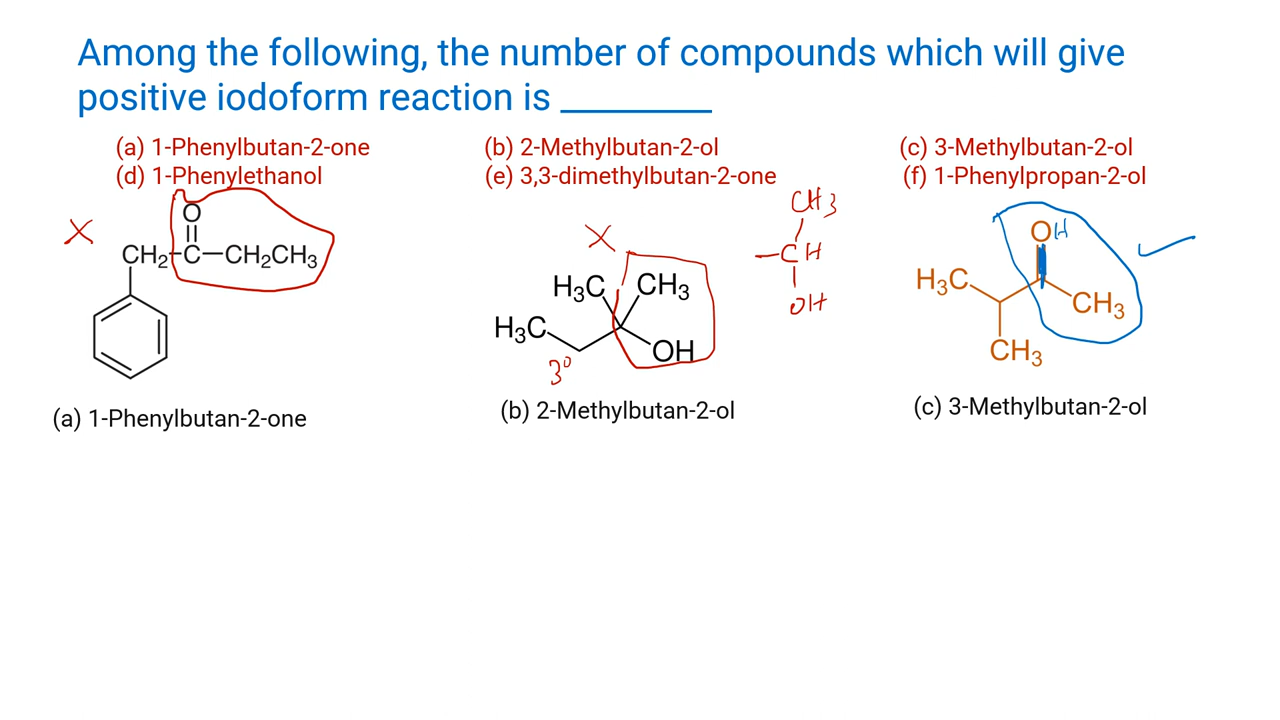 Among the following, the number of compounds which will give
positive iodoform reaction is ________
(a) 1-Phenylbutan-2-one (b) 2-Methylbutan-2-ol (c) 3-Methylbutan-2-ol
(d) 1-Phenylethanol (e) 3,3-dimethylbutan-2-one (f) 1-Phenylpropan-2-ol
O
CH₂-C-CH₂CH₃
X
CH3
CH
OH
H₃C CH₃
H₃C
OH
3°
OH
H₃C
CH₃
CH₃
(a) 1-Phenylbutan-2-one (b) 2-Methylbutan-2-ol (c) 3-Methylbutan-2-ol